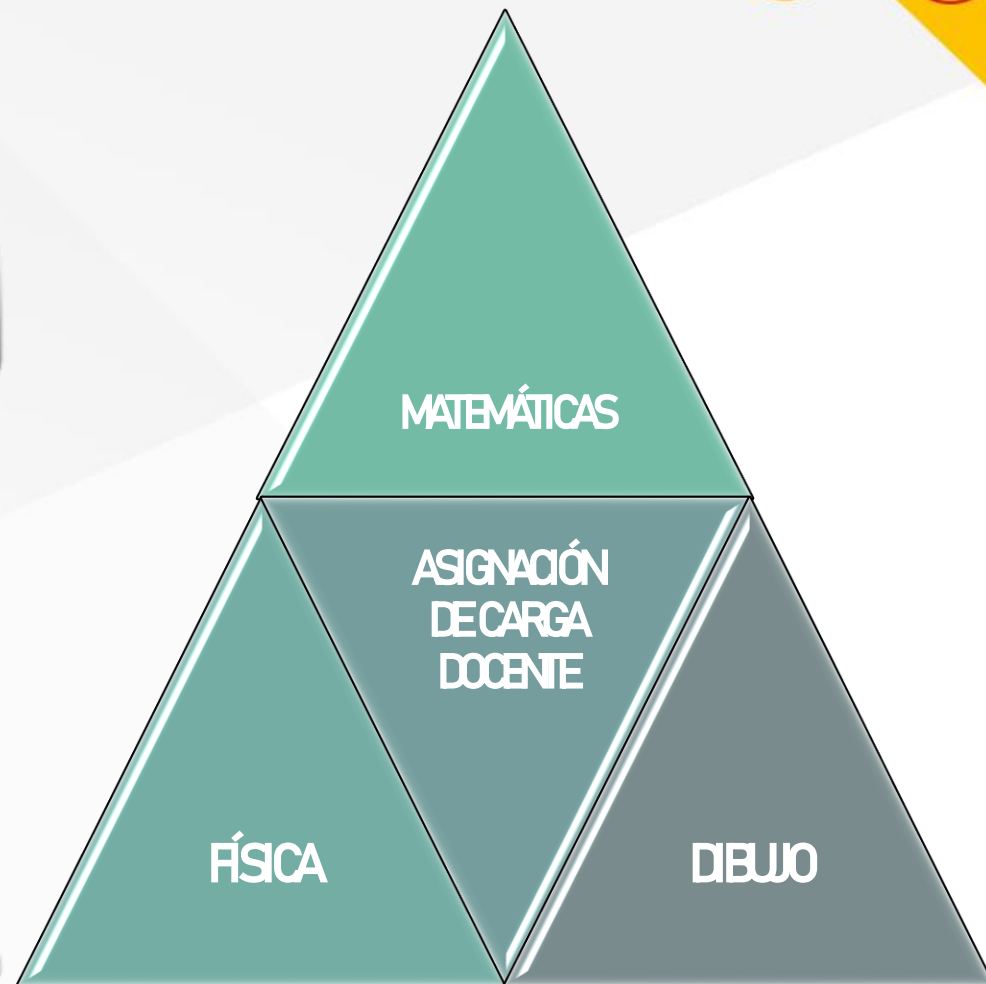 MATEMÁTICAS
ASIGNACIÓN
DE CARGA
DOCENTE
FÍSICA
DIBUJO